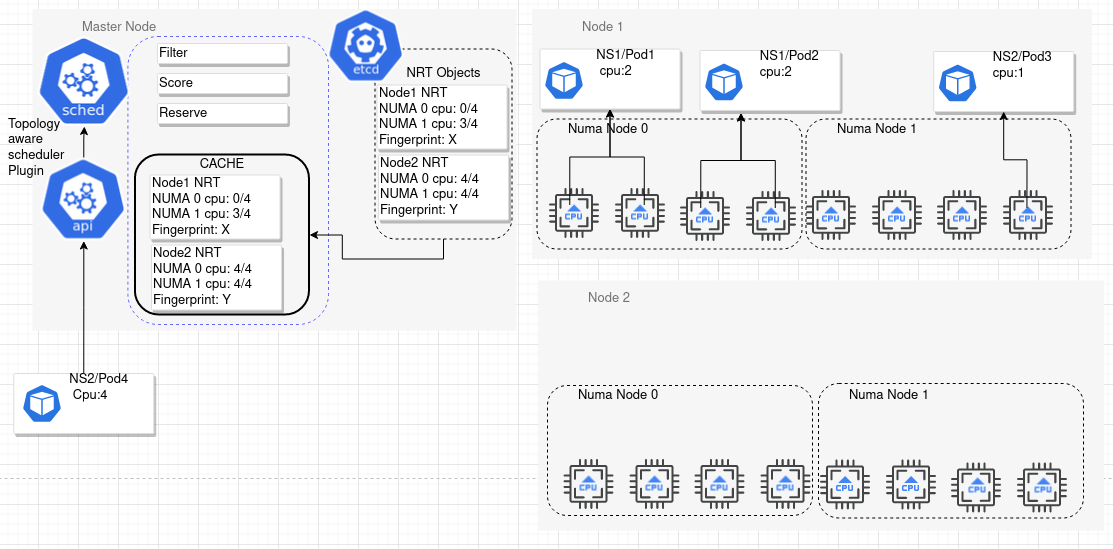 Master Node
sched
Topology
aware
scheduler
Plugin
api
Filter
Score
Reserve
CACHE
Node1 NRT
NUMA 0 cpu: 0/4
NUMA 1 cpu: 3/4
Fingerprint: X
Node2 NRT
NUMA 0 cpu: 4/4
NUMA 1 cpu: 4/4
Fingerprint: Y
etcd
NRT Objects
Node1 NRT
NUMA 0 cpu: 0/4
NUMA 1 cpu: 3/4
Fingerprint: X
Node2 NRT
NUMA 0 cpu: 4/4
NUMA 1 cpu: 4/4
Fingerprint: Y
NS2/Pod4
Cpu:4
Node 1
NS1/Pod1
cpu:2
NS1/Pod2
cpu:2
NS2/Pod3
cpu:1
Numa Node 0
Numa Node 1
CPU
CPU
CPU
CPU
CPU
CPU
CPU
CPU
Node 2
Numa Node 0
Numa Node 1
CPU
CPU
CPU
CPU
CPU
CPU
CPU
CPU